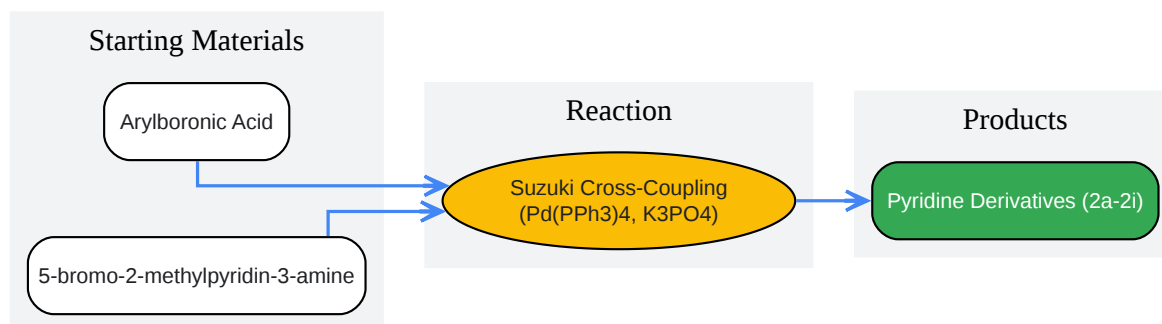 Starting Materials
Arylboronic Acid
5-bromo-2-methylpyridin-3-amine
Reaction
Suzuki Cross-Coupling
(Pd(PPh3)4, K3PO4)
Products
Pyridine Derivatives (2a-2i)